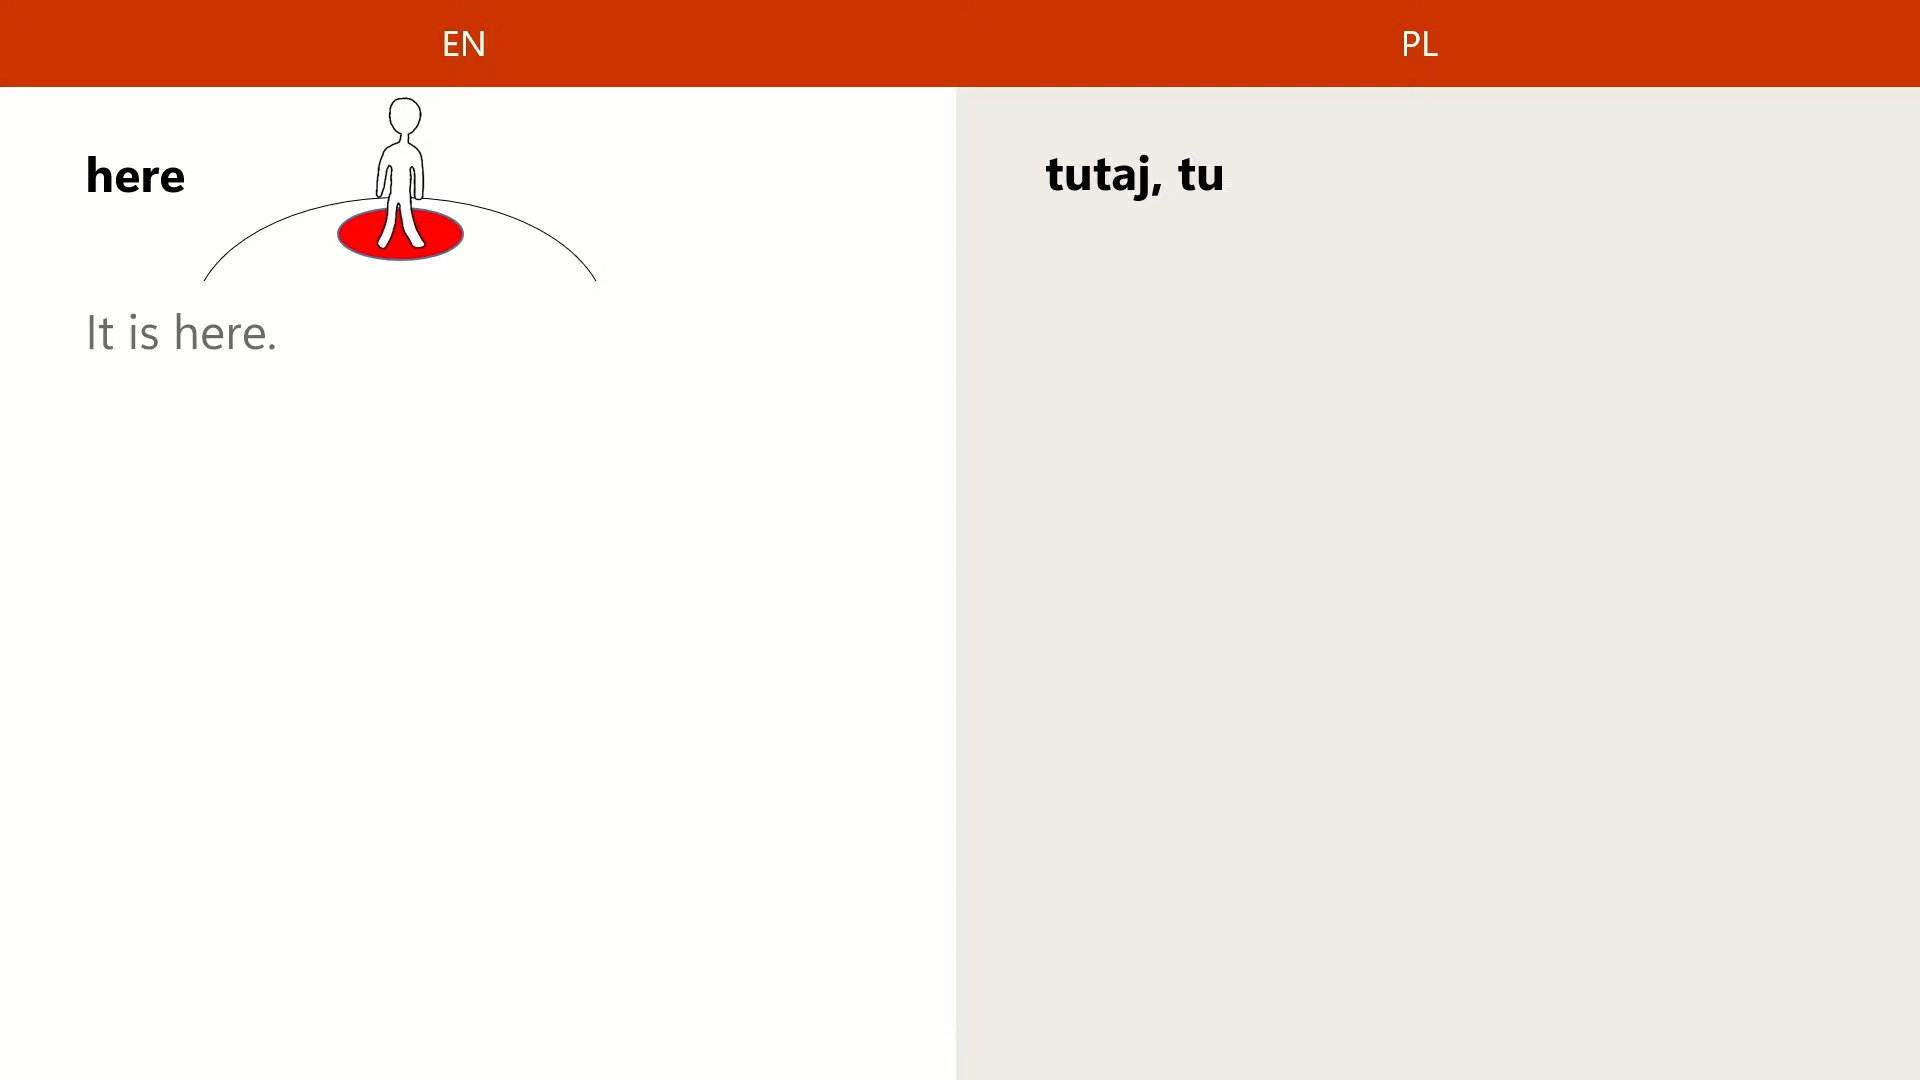 EN
PL
here
tutaj, tu
It is here.